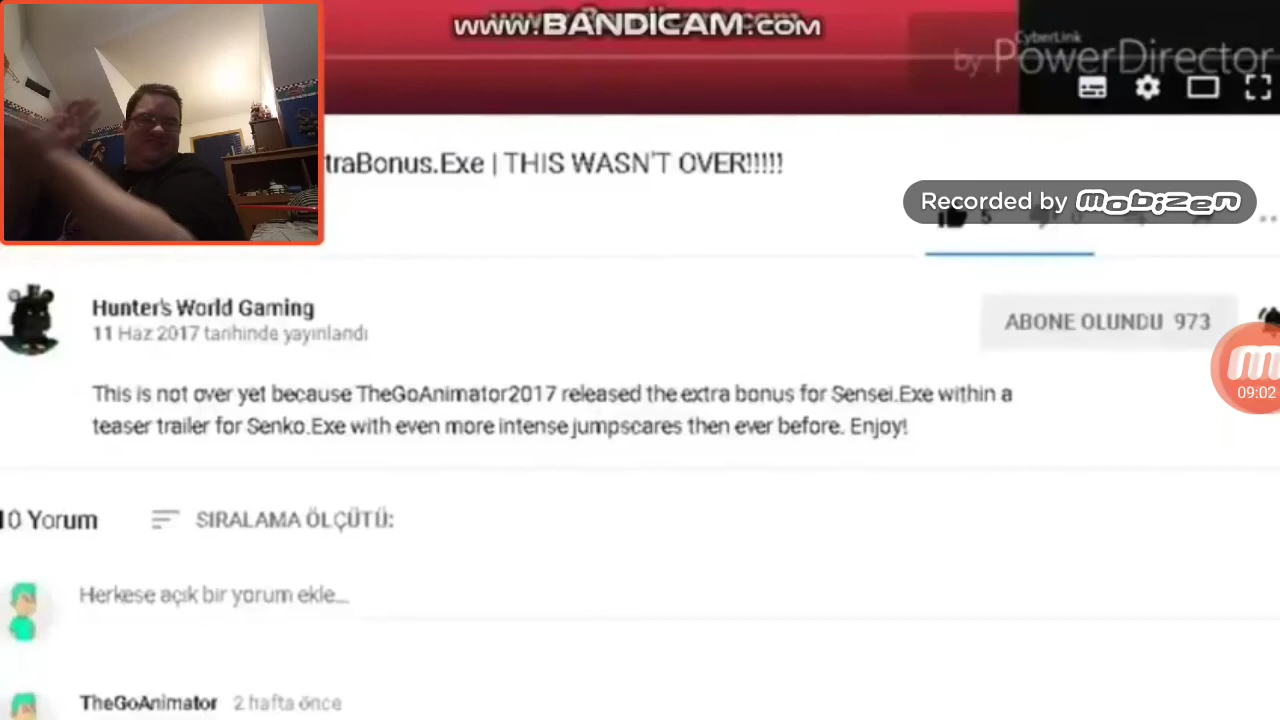 www.BANDICAM.com
CyberLink
by PowerDirector
traBonus.Exe | THIS WASN'T OVER!!!!!
Recorded by mobizen
5 0
Hunter's World Gaming
11 Haz 2017 tarihinde yayınlandı
ABONE OLUNDU 973
09:02
This is not over yet because TheGoAnimator2017 released the extra bonus for Sensei.Exe within a
teaser trailer for Senko.Exe with even more intense jumpscares then ever before. Enjoy!
10 Yorum
SIRALAMA ÖLÇÜTÜ:
Herkese açık bir yorum ekle...
TheGoAnimator 2 hafta önce